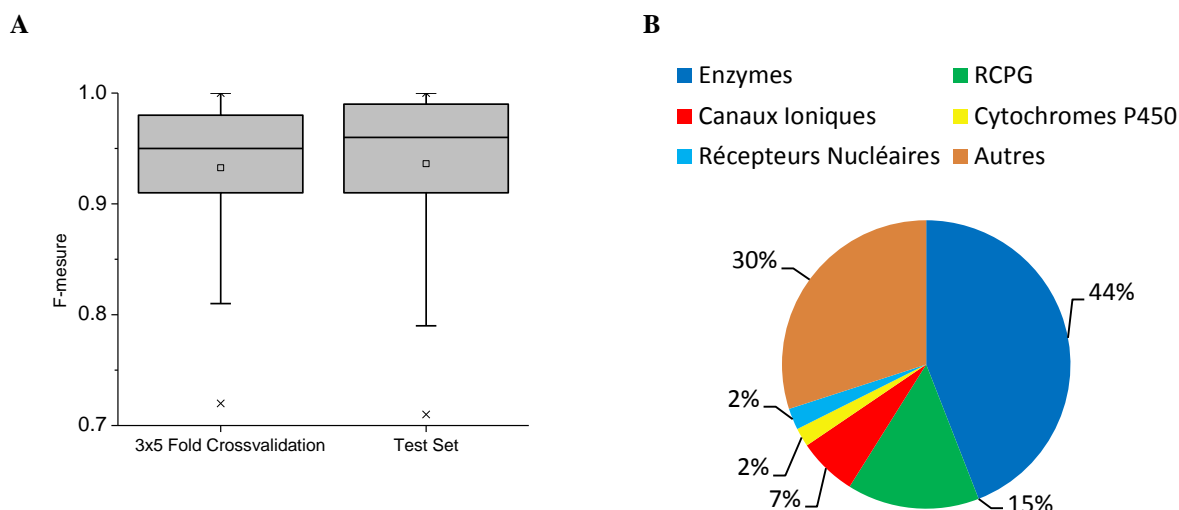 A
B
1.0
0.9
0.8
0.7
F-mesure
3x5 Fold Crossvalidation
Test Set
Enzymes
RCPG
Canaux Ioniques
Cytochromes P450
Récepteurs Nucléaires
Autres
30%
44%
2%
2%
7%
15%